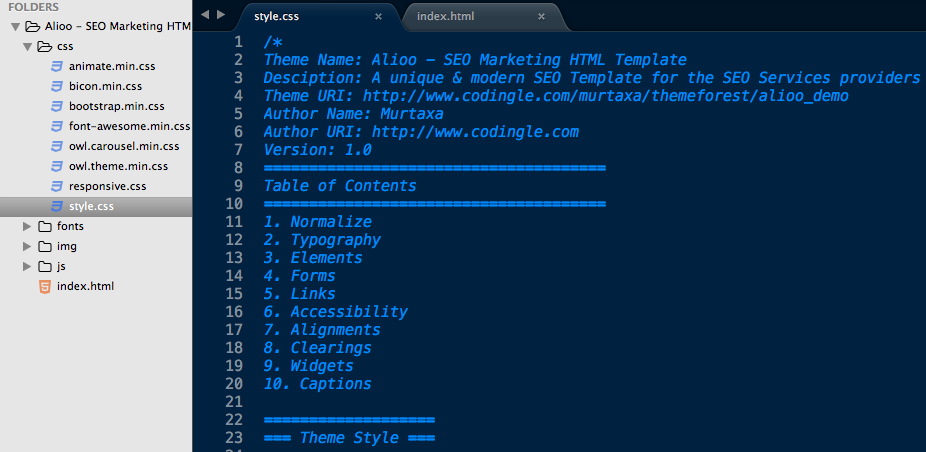 FOLDERS
Alioo - SEO Marketing HTM
css
animate.min.css
bicon.min.css
bootstrap.min.css
font-awesome.min.css
owl.carousel.min.css
owl.theme.min.css
responsive.css
style.css
fonts
img
js
index.html
style.css × index.html ×
1 /*
2 Theme Name: Alioo - SEO Marketing HTML Template
3 Desciption: A unique & modern SEO Template for the SEO Services providers
4 Theme URI: http://www.codingle.com/murtaxa/themeforest/alioo_demo
5 Author Name: Murtaxa
6 Author URI: http://www.codingle.com
7 Version: 1.0
8 ======================================
9 Table of Contents
10 ======================================
11 1. Normalize
12 2. Typography
13 3. Elements
14 4. Forms
15 5. Links
16 6. Accessibility
17 7. Alignments
18 8. Clearings
19 9. Widgets
20 10. Captions
21
22 ===================
23 === Theme Style ===